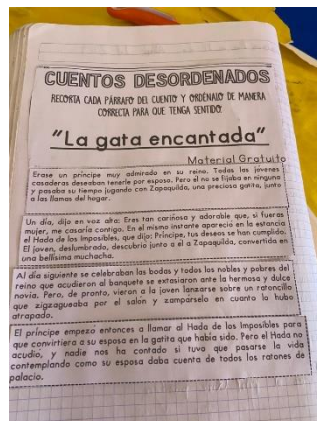 CUENTOS DESORDENADOS
RECORTA CADA PÁRRAFO DEL CUENTO Y ORDÉNALO DE MANERA
CORRECTA PARA QUE TENGA SENTIDO:
"La gata encantada"
Material Gratuito
Erase un príncipe muy admirado en su reino. Todas las jóvenes
casaderas deseaban tenerle por esposo. Pero el no se fijaba en ninguna
y pasaba su tiempo jugando con Zapaquilda, una preciosa gatita, junto
a las llamas del hogar.
Un día, dijo en voz alta: Eres tan cariñosa y adorable que, si fueras
mujer, me casaría contigo. En el mismo instante apareció en la estancia
el Hada de los Imposibles, que dijo: Príncipe, tus deseos se han cumplido.
El joven, deslumbrado, descubrió junto a el a Zapaquilda, convertida en
una bellísima muchacha.
Al día siguiente se celebraban las bodas y todos los nobles y pobres del
reino que acudieron al banquete se extasiaron ante la hermosa y dulce
novia. Pero, de pronto, vieron a la joven lanzarse sobre un ratoncillo
que zigzagueaba por el salón y zampárselo en cuanto lo hubo
atrapado.
El príncipe empezó entonces a llamar al Hada de los Imposibles para
que convirtiera a su esposa en la gatita que había sido. Pero el Hada no
acudió, y nadie nos ha contado si tuvo que pasarse la vida
contemplando como su esposa daba cuenta de todos los ratones de
palacio.